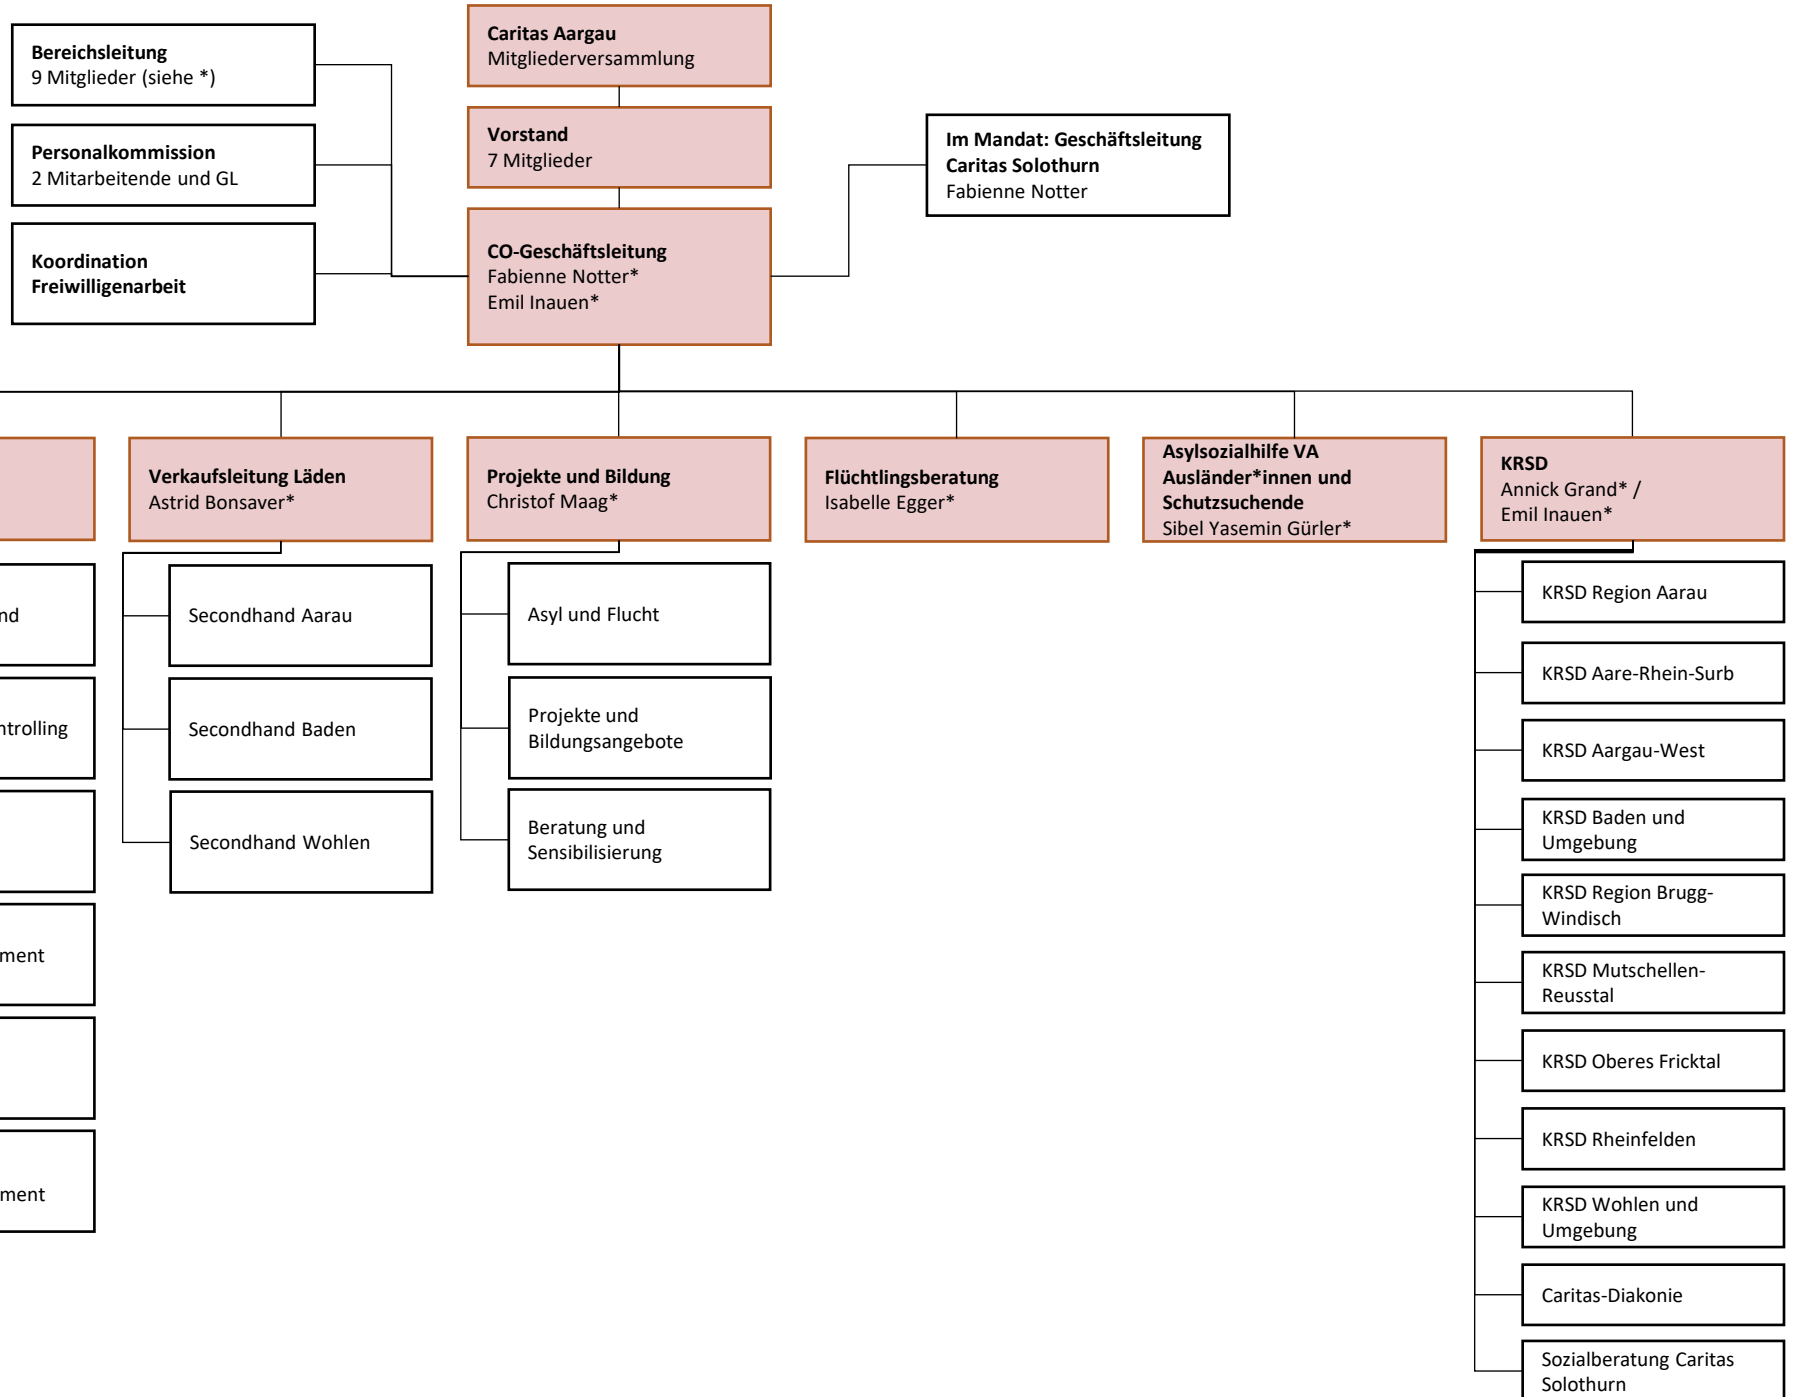 Bereichsleitung
9 Mitglieder (siehe *)
Personalkommission
2 Mitarbeitende und GL
Koordination
Freiwilligenarbeit
Caritas Aargau
Mitgliederversammlung
Vorstand
7 Mitglieder
CO-Geschäftsleitung
Fabienne Notter*
Emil Inauen*
Im Mandat: Geschäftsleitung
Caritas Solothurn
Fabienne Notter
nd
ntrolling
ment
ment
Verkaufsleitung Läden
Astrid Bonsaver*
Secondhand Aarau
Secondhand Baden
Secondhand Wohlen
Projekte und Bildung
Christof Maag*
Asyl und Flucht
Projekte und
Bildungsangebote
Beratung und
Sensibilisierung
Flüchtlingsberatung
Isabelle Egger*
Asylsozialhilfe VA
Ausländer*innen und
Schutzsuchende
Sibel Yasemin Gürler*
KRSD
Annick Grand* /
Emil Inauen*
KRSD Region Aarau
KRSD Aare-Rhein-Surb
KRSD Aargau-West
KRSD Baden und
Umgebung
KRSD Region Brugg-
Windisch
KRSD Mutschellen-
Reusstal
KRSD Oberes Fricktal
KRSD Rheinfelden
KRSD Wohlen und
Umgebung
Caritas-Diakonie
Sozialberatung Caritas
Solothurn